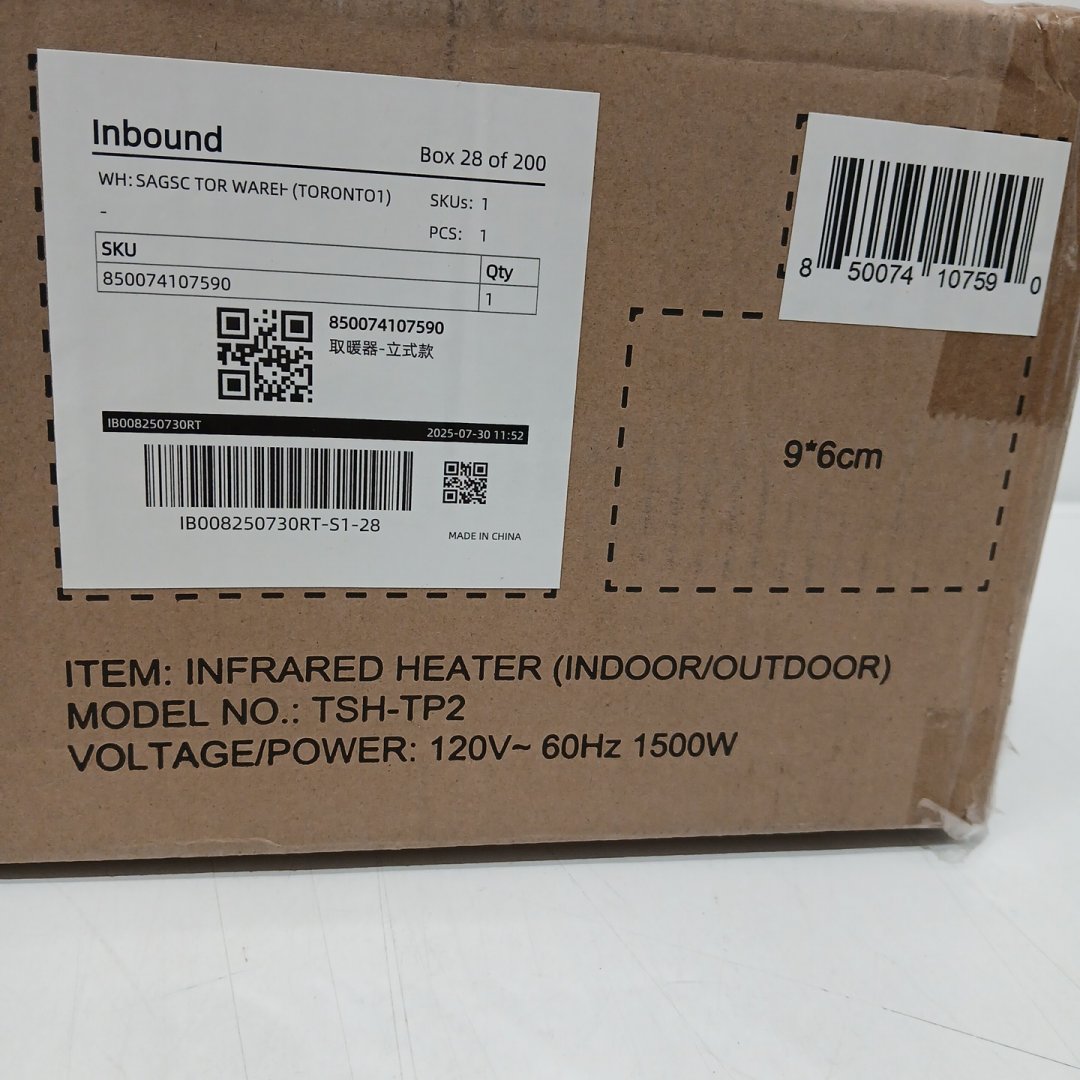 Inbound
Box 28 of 200
WH: SAGSC TOR WAREH (TORONTO1)
SKUs: 1
-
PCS: 1
SKU
Qty
850074107590
1
850074107590
取暖器-立式款
IB008250730RT
2025-07-30 11:52
IB008250730RT-S1-28
MADE IN CHINA
8 50074 10759 0
9*6cm
ITEM: INFRARED HEATER (INDOOR/OUTDOOR)
MODEL NO.: TSH-TP2
VOLTAGE/POWER: 120V~ 60Hz 1500W